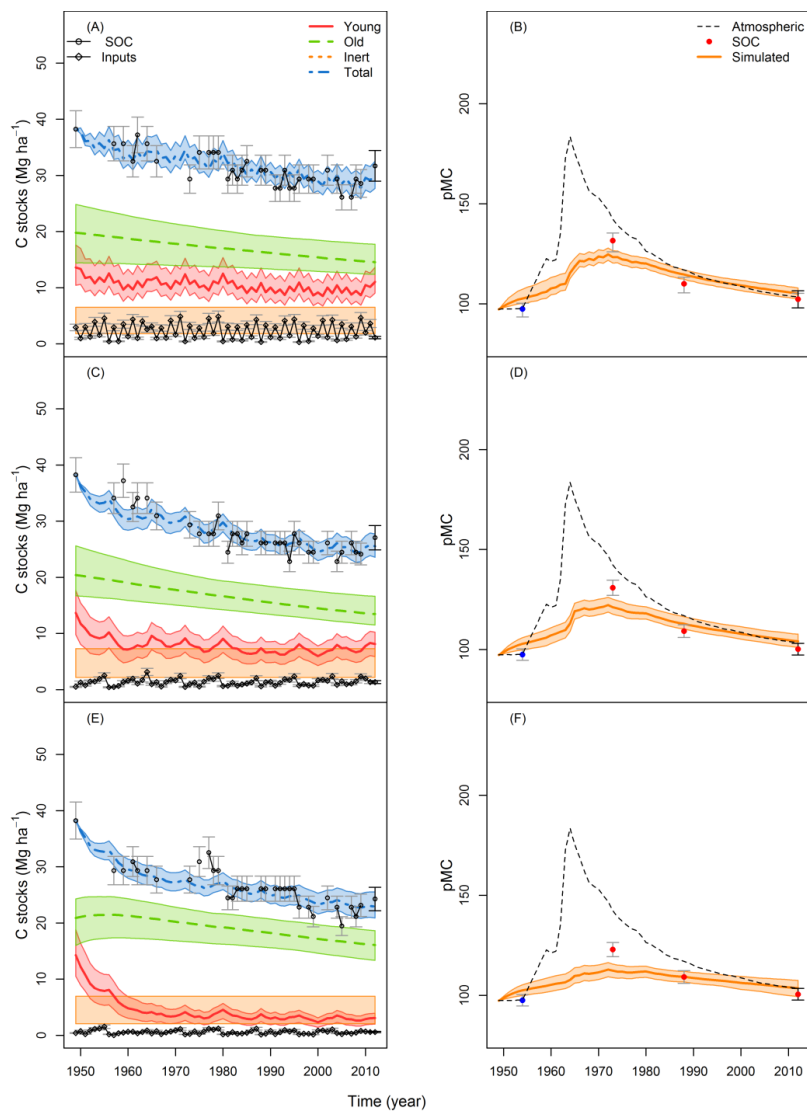 (A)
SOC
Inputs
Young
Old
Inert
Total
C stocks (Mg ha⁻¹)
50
40
30
20
10
0
(B)
Atmospheric
SOC
Simulated
pMC
200
150
100
(C)
C stocks (Mg ha⁻¹)
50
40
30
20
10
0
(D)
pMC
200
150
100
(E)
C stocks (Mg ha⁻¹)
50
40
30
20
10
0
1950 1960 1970 1980 1990 2000 2010
(F)
pMC
200
150
100
1950 1960 1970 1980 1990 2000 2010
Time (year)